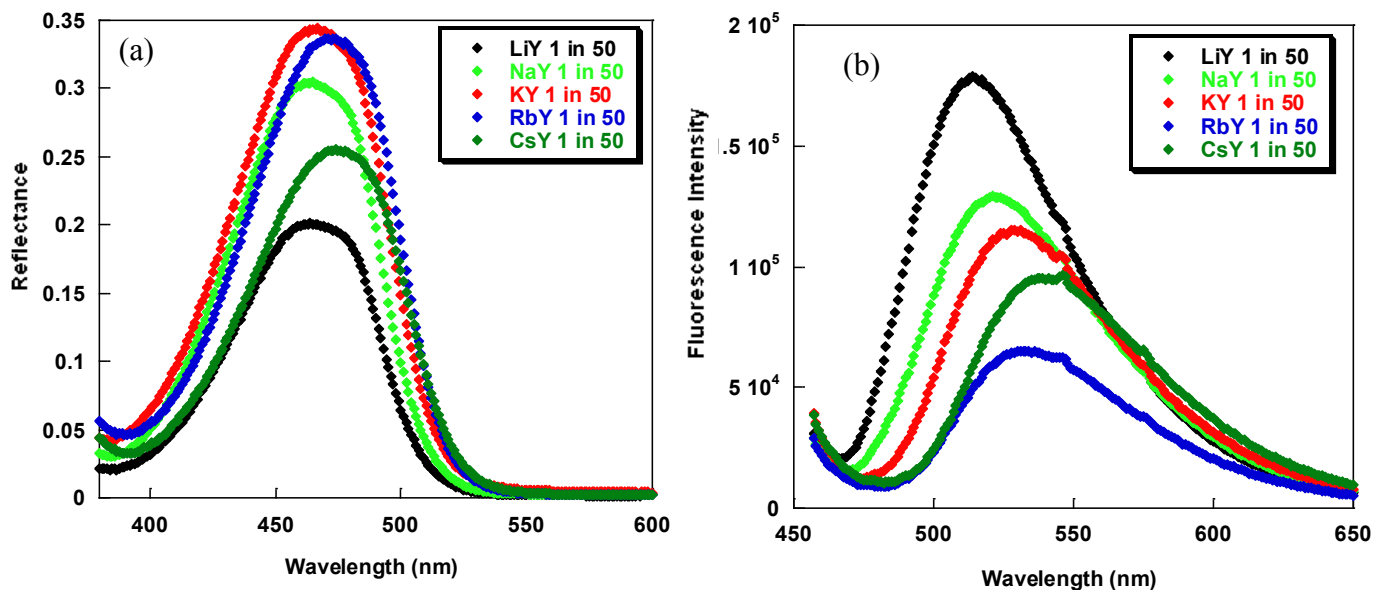 (a)
LiY 1 in 50
NaY 1 in 50
KY 1 in 50
RbY 1 in 50
CsY 1 in 50
Reflectance
0.35
0.3
0.25
0.2
0.15
0.1
0.05
0
400
450
500
550
600
Wavelength (nm)
(b)
LiY 1 in 50
NaY 1 in 50
KY 1 in 50
RbY 1 in 50
CsY 1 in 50
Fluorescence Intensity
2 10⁵
.5 10⁵
1 10⁵
5 10⁴
0
450
500
550
600
650
Wavelength (nm)